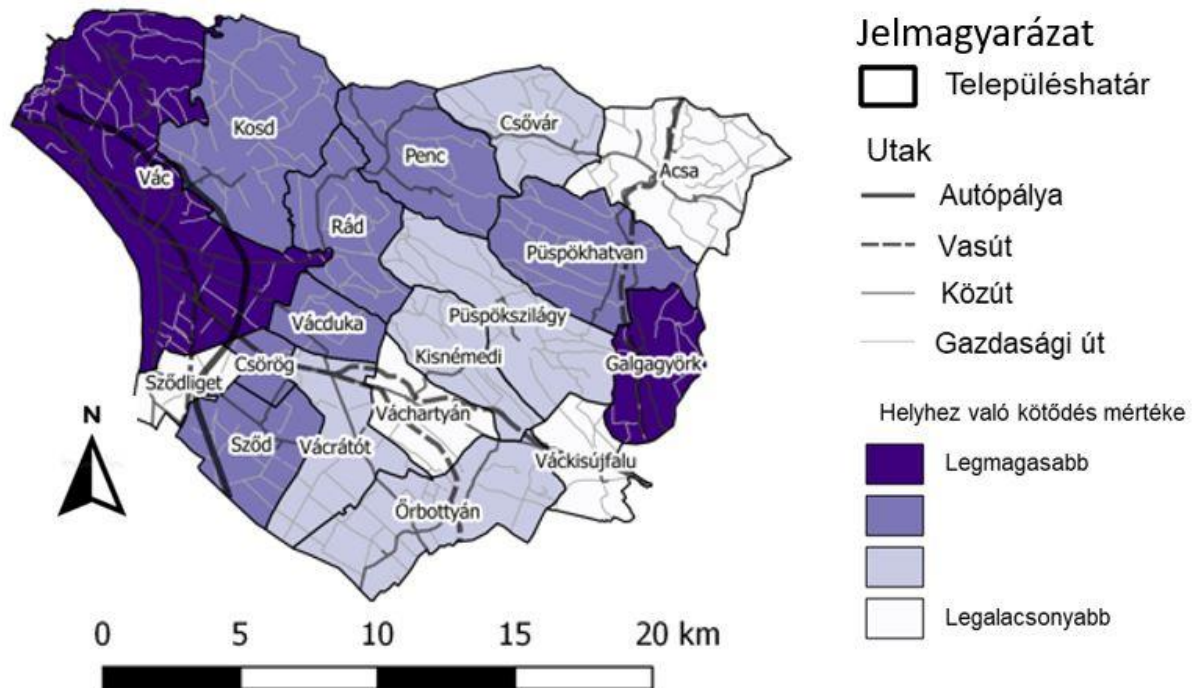 Kosd
Csővár
Penc
Acsa
Vác
Rád
Püspökhatvan
Vácduka
Püspökszilágy
Kisnémedi
Csörög
Galgagyörk
Sződliget
Váchartyán
Sződ
Vácrátót
Váckisújfalu
Őrbottyán
N
0 5 10 15 20 km
Jelmagyarázat
Településhatár
Utak
Autópálya
Vasút
Közút
Gazdasági út
Helyhez való kötődés mértéke
Legmagasabb
Legalacsonyabb